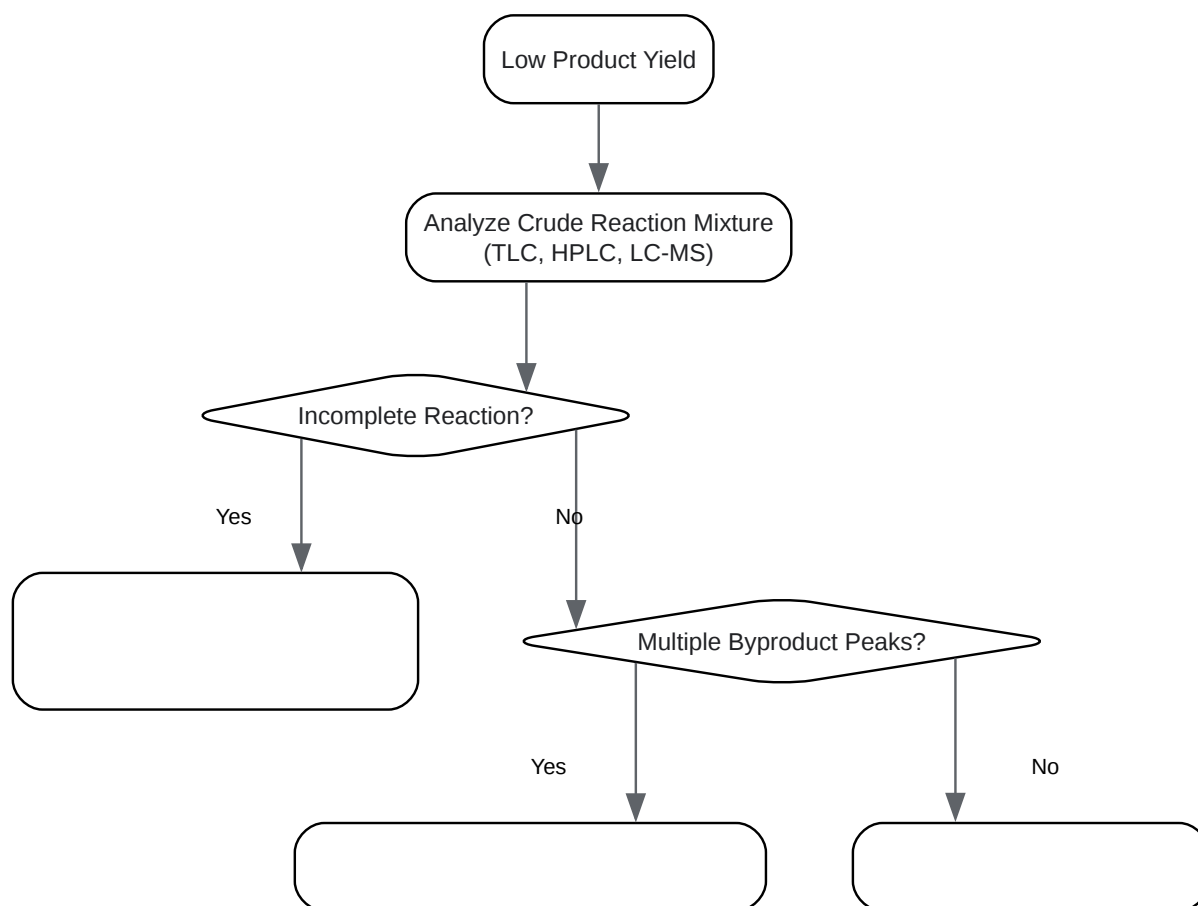 Low Product Yield
Analyze Crude Reaction Mixture
(TLC, HPLC, LC-MS)
Incomplete Reaction?
Yes
No
Multiple Byproduct Peaks?
Yes
No